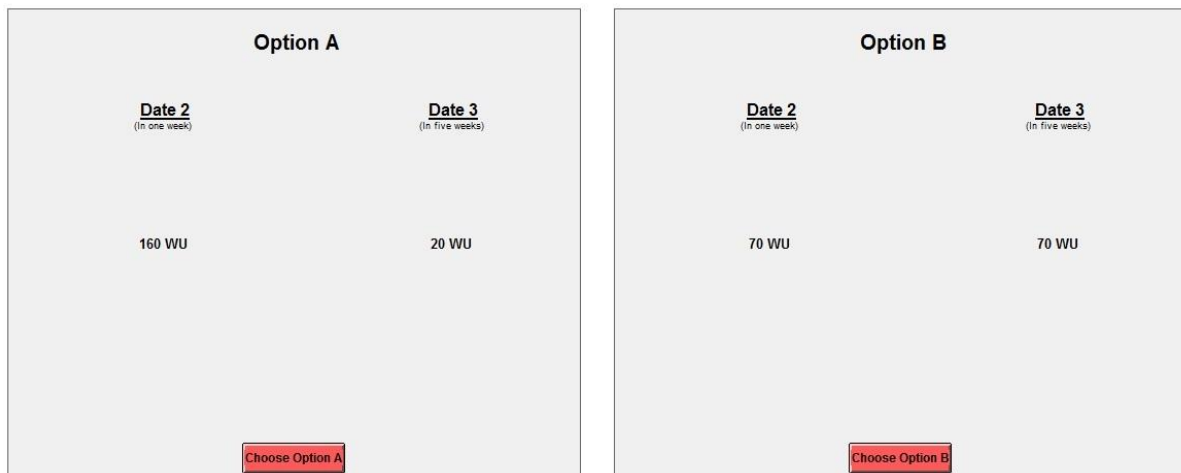 Option A
Date 2
(In one week)
Date 3
(In five weeks)
160 WU
20 WU
Choose Option A
Option B
Date 2
(In one week)
Date 3
(In five weeks)
70 WU
70 WU
Choose Option B